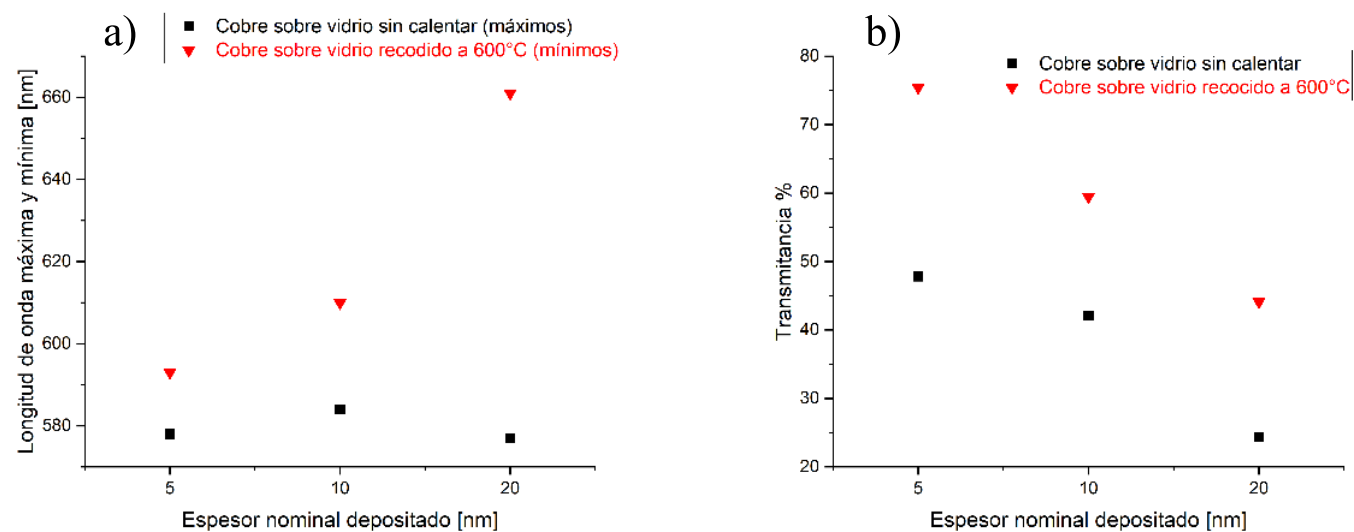 a)
Cobre sobre vidrio sin calentar (máximos)
Cobre sobre vidrio recodido a 600°C (mínimos)
Longitud de onda máxima y mínima [nm]
660
640
620
600
580
5
10
20
Espesor nominal depositado [nm]
b)
Cobre sobre vidrio sin calentar
Cobre sobre vidrio recocido a 600°C
Transmitancia %
80
70
60
50
40
30
20
5
10
20
Espesor nominal depositado [nm]